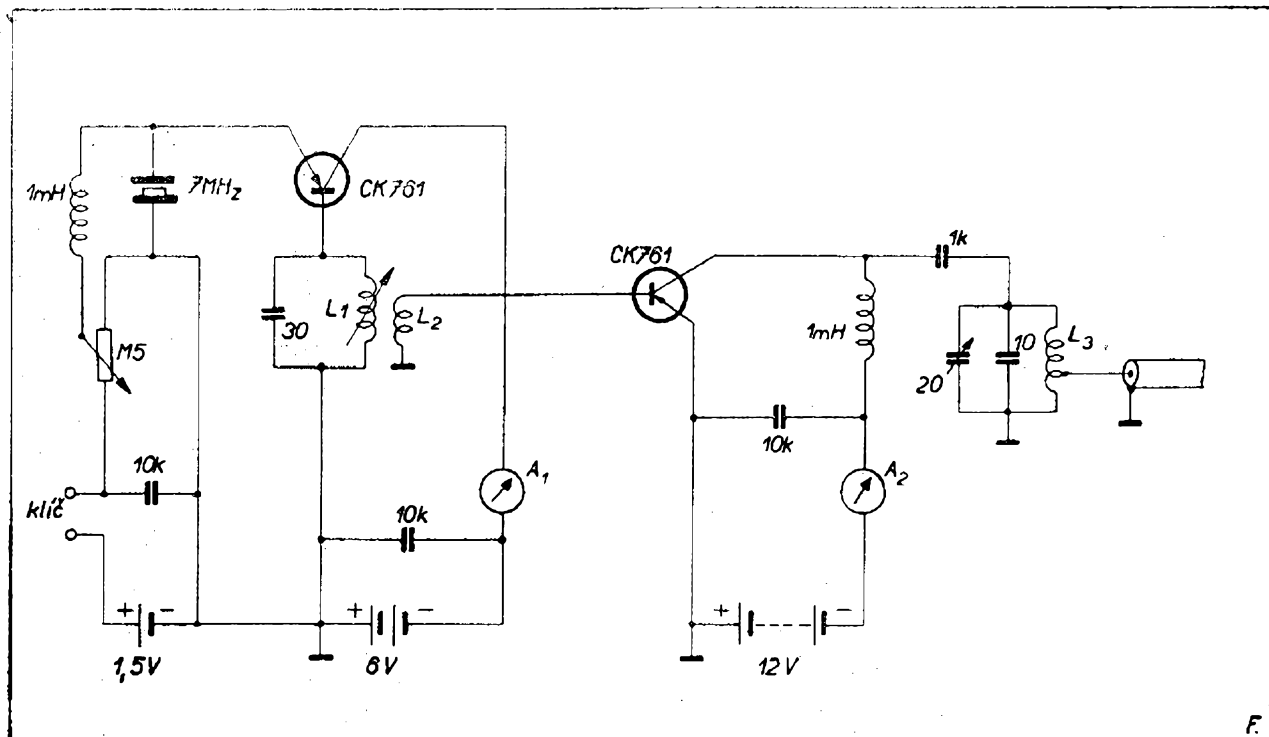 1mH
7MHz
CK761
M5
30
L1
L2
10k
klíč
+
−
1,5V
10k
A1
+
−
6V
CK761
1k
1mH
10k
A2
+
−
12V
20
10
L3
F.